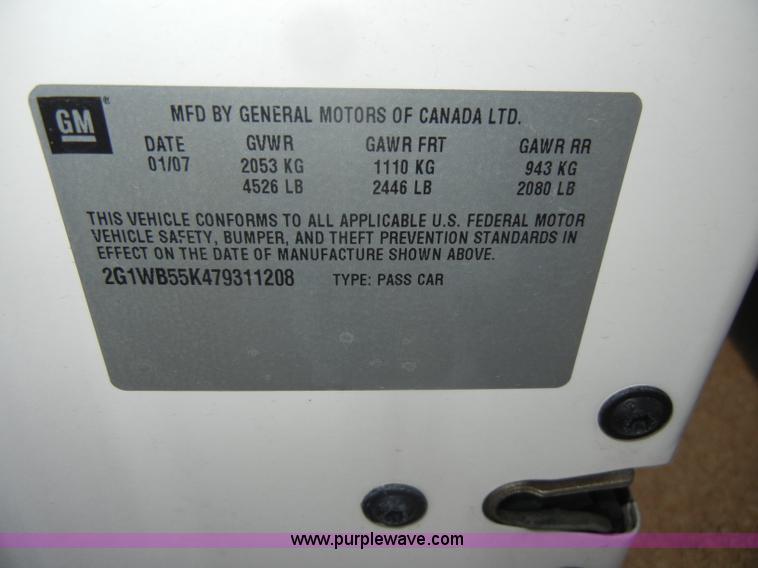 GM
MFD BY GENERAL MOTORS OF CANADA LTD.
DATE GVWR GAWR FRT GAWR RR
01/07 2053 KG 1110 KG 943 KG
4526 LB 2446 LB 2080 LB
THIS VEHICLE CONFORMS TO ALL APPLICABLE U.S. FEDERAL MOTOR
VEHICLE SAFETY, BUMPER, AND THEFT PREVENTION STANDARDS IN
EFFECT ON THE DATE OF MANUFACTURE SHOWN ABOVE.
2G1WB55K479311208 TYPE: PASS CAR
www.purplewave.com